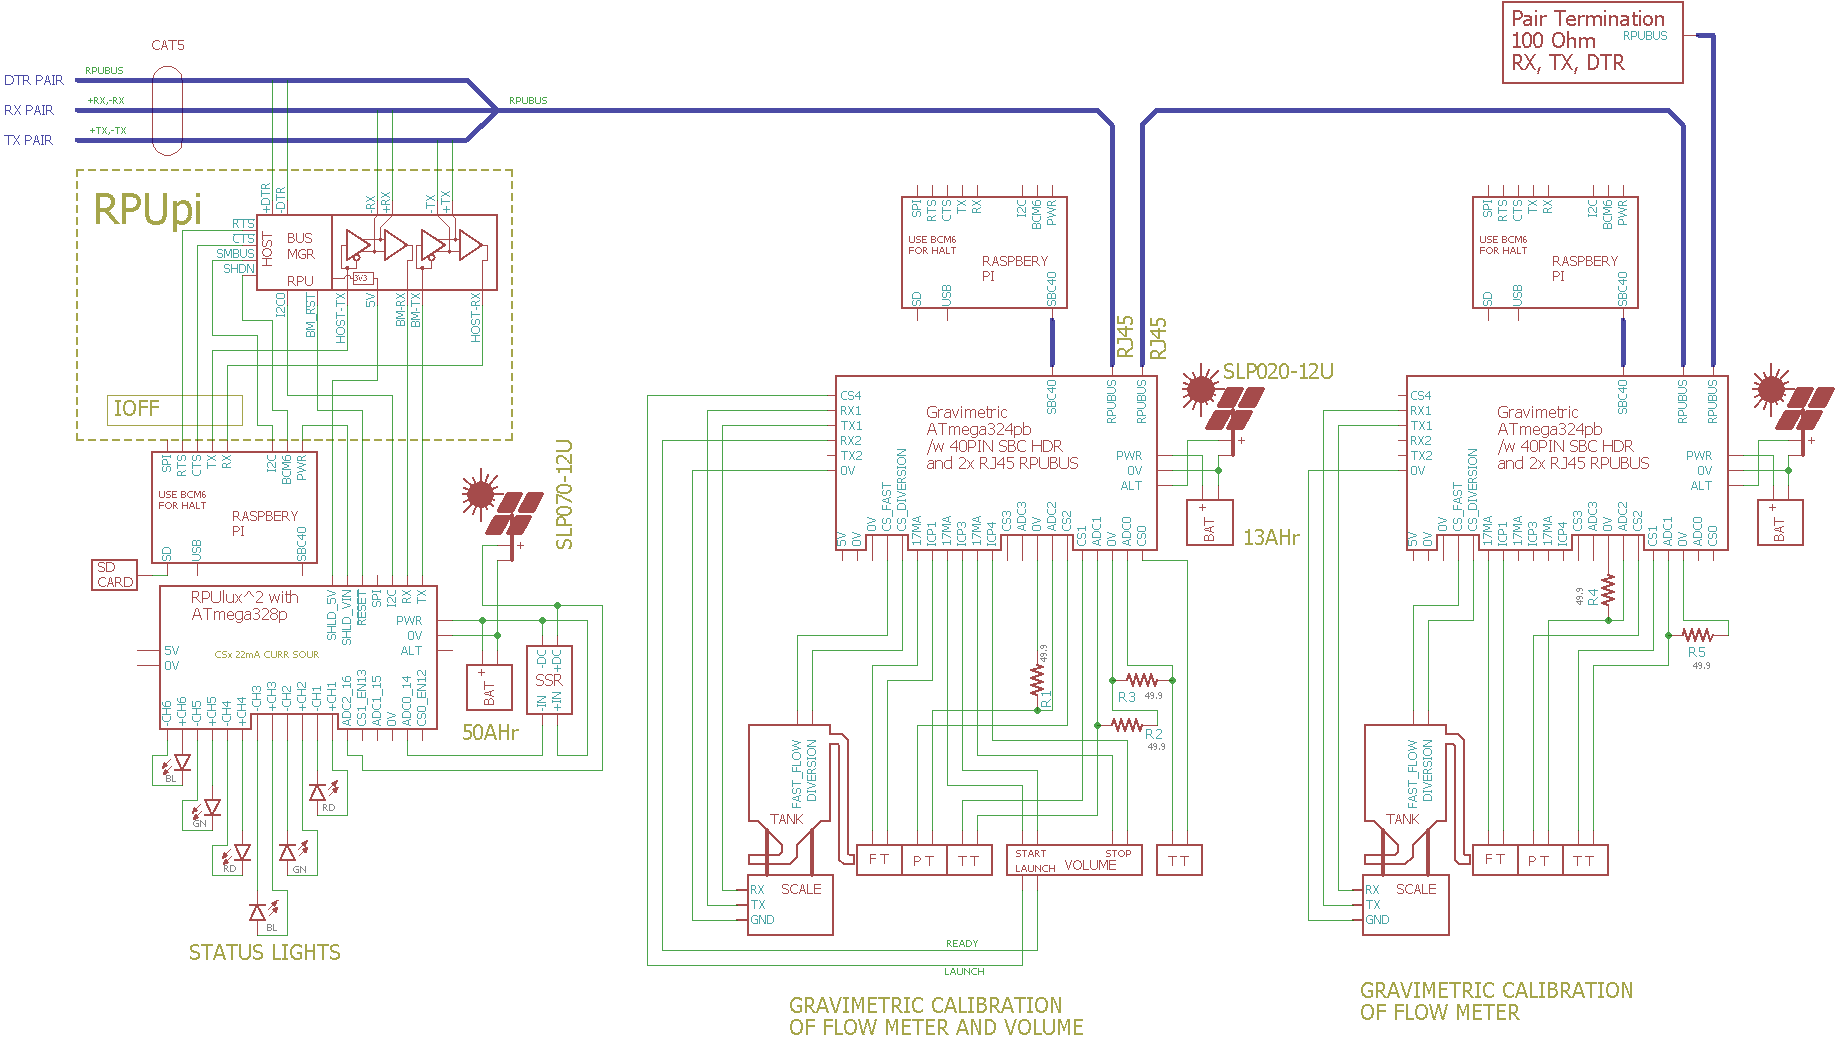 CAT5
DTR PAIR
RPUBUS
RX PAIR
+RX,-RX
TX PAIR
+TX,-TX
RPUBUS
Pair Termination
100 Ohm
RX, TX, DTR
RPUBUS
RPUpi
+DTR
-DTR
-RX
+RX
-TX
+TX
RTS
CTS
SMBUS
SHDN
HOST
BUS
MGR
RPU
3V3
I2C0
BM_RST
HOST-TX
5V
BM-RX
BM-TX
HOST-RX
IOFF
SPI
RTS
CTS
TX
RX
I2C
BCM6
PWR
USE BCM6
FOR HALT
RASPBERY
PI
SD
USB
SBC40
SD
CARD
RPUlux^2 with
ATmega328p
SHLD_5V
SHLD_VIN
RESET
SPI
I2C
RX
TX
PWR
0V
ALT
5V
0V
CSx 22mA CURR SOUR
-CH6
+CH6
-CH5
+CH5
-CH4
+CH4
-CH3
+CH3
-CH2
+CH2
-CH1
+CH1
ADC2_16
CS1_EN13
ADC1_15
0V
ADC0_14
CS0_EN12
BL
GN
RD
BL
GN
RD
STATUS LIGHTS
SLP070-12U
+
+
BAT
50AHr
-DC
+DC
SSR
-IN
+IN
SPI
RTS
CTS
TX
RX
I2C
BCM6
PWR
USE BCM6
FOR HALT
RASPBERY
PI
SD
USB
SBC40
RJ45
RJ45
SLP020-12U
CS4
RX1
TX1
RX2
TX2
0V
Gravimetric
ATmega324pb
/w 40PIN SBC HDR
and 2x RJ45 RPUBUS
SBC40
RPUBUS
RPUBUS
PWR
0V
ALT
5V
0V
0V
CS_FAST
CS_DIVERSION
17MA
ICP1
17MA
ICP3
17MA
ICP4
CS3
ADC3
0V
ADC2
CS2
CS1
ADC1
0V
ADC0
CS0
+
+
BAT
13AHr
R1
49.9
R3
49.9
R2
49.9
FAST_FLOW
DIVERSION
TANK
FT
PT
TT
START
STOP
LAUNCH
VOLUME
TT
SCALE
RX
TX
GND
READY
LAUNCH
GRAVIMETRIC CALIBRATION
OF FLOW METER AND VOLUME
SPI
RTS
CTS
TX
RX
I2C
BCM6
PWR
USE BCM6
FOR HALT
RASPBERY
PI
SD
USB
SBC40
CS4
RX1
TX1
RX2
TX2
0V
Gravimetric
ATmega324pb
/w 40PIN SBC HDR
and 2x RJ45 RPUBUS
SBC40
RPUBUS
RPUBUS
PWR
0V
ALT
5V
0V
0V
CS_FAST
CS_DIVERSION
17MA
ICP1
17MA
ICP3
17MA
ICP4
CS3
ADC3
0V
ADC2
CS2
CS1
ADC1
0V
ADC0
CS0
+
+
BAT
R4
49.9
R5
49.9
FAST_FLOW
DIVERSION
TANK
FT
PT
TT
SCALE
RX
TX
GND
GRAVIMETRIC CALIBRATION
OF FLOW METER